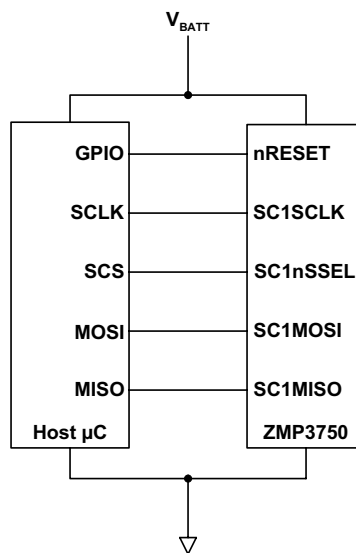 V_BATT
GPIO nRESET
SCLK SC1SCLK
SCS SC1nSSEL
MOSI SC1MOSI
MISO SC1MISO
Host µC ZMP3750